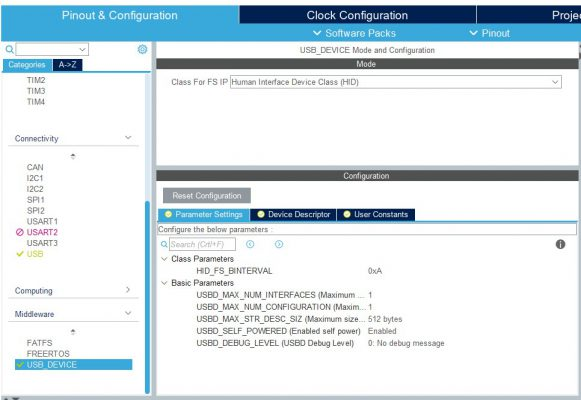 Pinout & Configuration
Clock Configuration
Projec
Software Packs
Pinout
Categories
A->Z
TIM2
TIM3
TIM4
Connectivity
CAN
I2C1
I2C2
SPI1
SPI2
USART1
USART2
USART3
USB
Computing
Middleware
FATFS
FREERTOS
USB_DEVICE
USB_DEVICE Mode and Configuration
Mode
Class For FS IP Human Interface Device Class (HID)
Configuration
Reset Configuration
Parameter Settings
Device Descriptor
User Constants
Configure the below parameters :
Search (Crtl+F)
Class Parameters
HID_FS_BINTERVAL 0xA
Basic Parameters
USBD_MAX_NUM_INTERFACES (Maximum ... 1
USBD_MAX_NUM_CONFIGURATION (Maxim... 1
USBD_MAX_STR_DESC_SIZ (Maximum size... 512 bytes
USBD_SELF_POWERED (Enabled self power) Enabled
USBD_DEBUG_LEVEL (USBD Debug Level) 0: No debug message